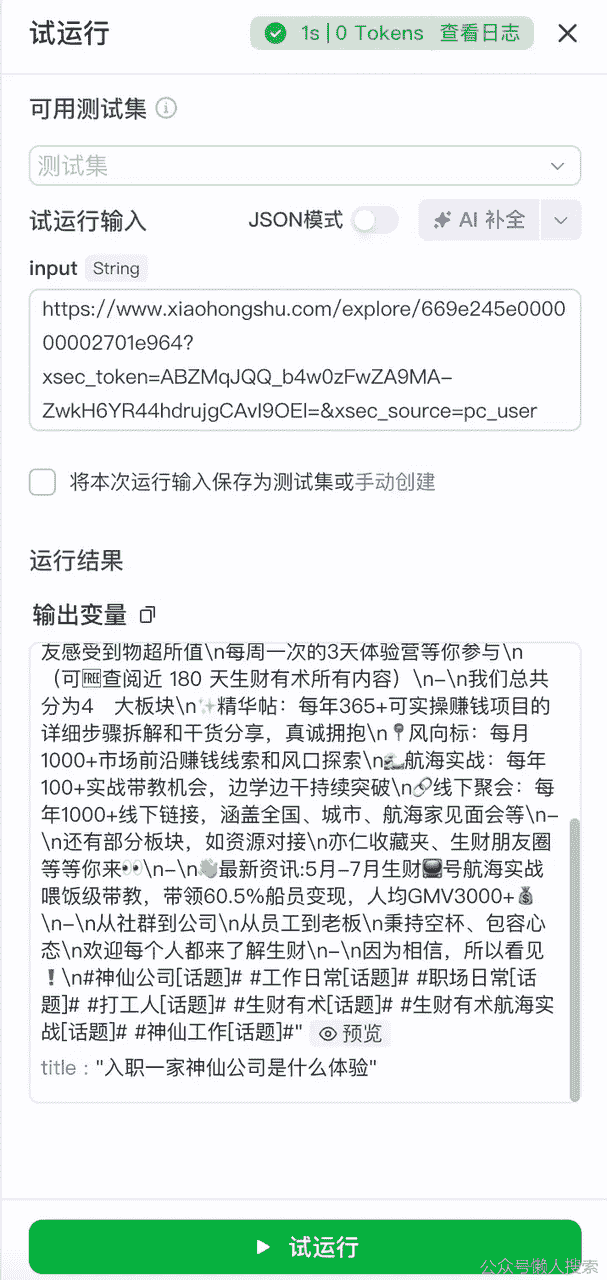 试运行
1s | 0 Tokens 查看日志
可用测试集
测试集
试运行输入
JSON模式
AI 补全
input String
https://www.xiaohongshu.com/explore/669e245e0000
00002701e964?
xsec_token=ABZMqJQQ_b4w0zFwZA9MA-
ZwkH6YR44hdrujgCAvI9OEI=&xsec_source=pc_user
将本次运行输入保存为测试集或手动创建
运行结果
输出变量
友感受到物超所值\n每周一次的3天体验营等你参与\n
（可🆓查阅近 180 天生财有术所有内容）\n-\n我们总共
分为4 大板块\n✨精华帖：每年365+可实操赚钱项目的
详细步骤拆解和干货分享，真诚拥抱\n📍风向标：每月
1000+市场前沿赚钱线索和风口探索\n🌊航海实战：每年
100+实战带教机会，边学边干持续突破\n🔗线下聚会：每
年1000+线下链接，涵盖全国、城市、航海家见面会等\n-
\n还有部分板块，如资源对接\n亦仁收藏夹、生财朋友圈
等等你来👀\n-\n👋最新资讯:5月-7月生财📺号航海实战
喂饭级带教，带领60.5%船员变现，人均GMV3000+💰
\n-\n从社群到公司\n从员工到老板\n秉持空杯、包容心
态\n欢迎每个人都来了解生财\n-\n因为相信，所以看见
❗\n#神仙公司[话题]# #工作日常[话题]# #职场日常[话
题]# #打工人[话题]# #生财有术[话题]# #生财有术航海实
战[话题]# #神仙工作[话题]#" 预览
title : "入职一家神仙公司是什么体验"
试运行
公众号懒人搜索